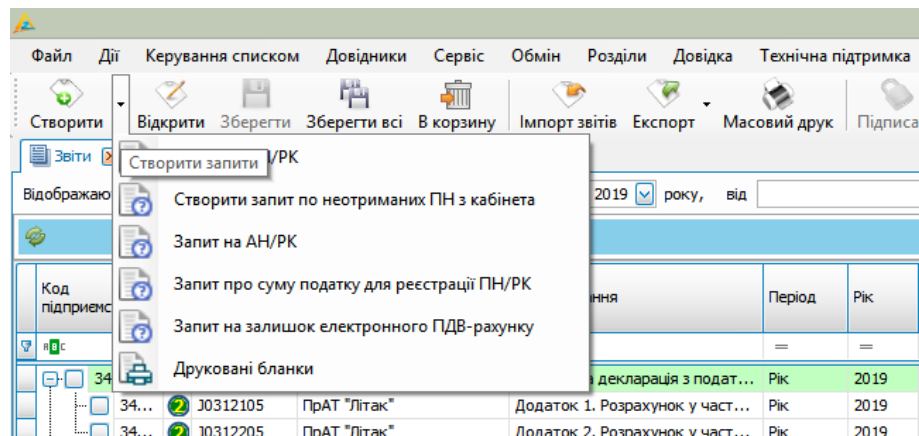 Файл Дії Керування списком Довідники Сервіс Обмін Розділи Довідка Технічна підтримка
Створити Відкрити Зберегти Зберегти всі В корзину Імпорт звітів Експорт Масовий друк
Звіти
Створити запити /РК
2019 року, від
Створити запит по неотриманих ПН з кабінета
Запит на АН/РК
Код
підприємс
Період Рік
Запит про суму податку для реєстрації ПН/РК
Запит на залишок електронного ПДВ-рахунку
= =
Друковані бланки
34 декларація з подат... Рік 2019
34... 2 J0312105 ПрАТ "Літак" Додаток 1. Розрахунок у част... Рік 2019
34... 2 J0312205 ПрАТ "Літак" Додаток 2. Розрахунок у част... Рік 2019